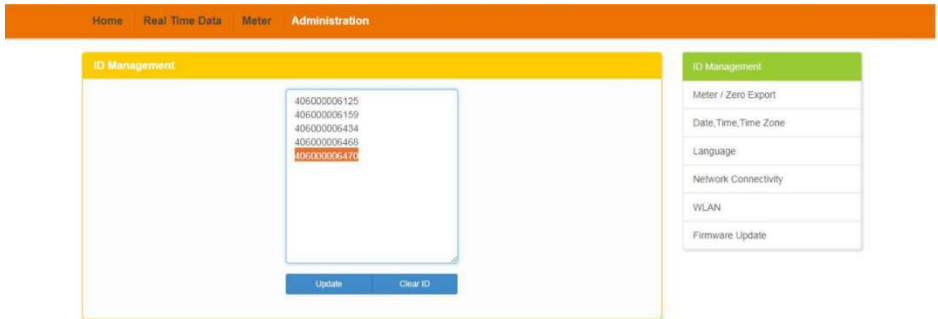 Home Real Time Data Meter Administration
ID Management
406000006125
406000006159
406000006434
406000006468
406000006470
Update Clear ID
ID Management
Meter / Zero Export
Date,Time,Time Zone
Language
Network Connectivity
WLAN
Firmware Update